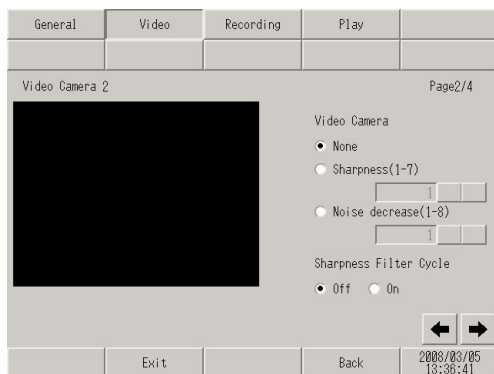 General Video Recording Play
Video Camera 2 Page2/4
Video Camera
None
Sharpness(1-7)
1
Noise decrease(1-8)
1
Sharpness Filter Cycle
Off On
Exit Back 2008/03/05
13:36:41